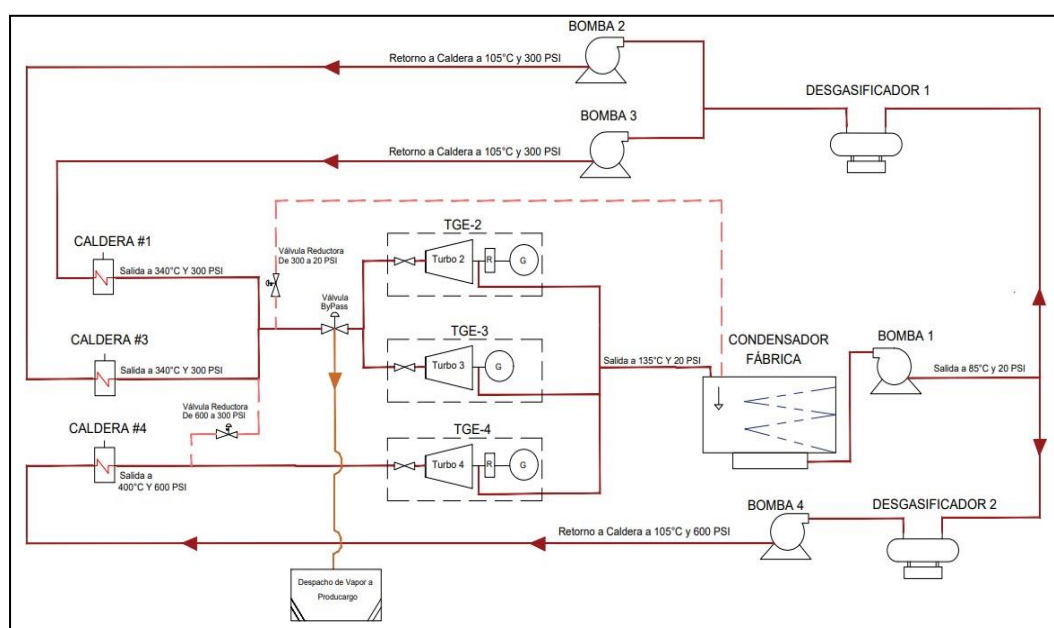 BOMBA 2
Retorno a Caldera a 105°C y 300 PSI
DESGASIFICADOR 1
BOMBA 3
Retorno a Caldera a 105°C y 300 PSI
TGE-2
CALDERA #1
Válvula Reductora
De 300 a 20 PSI
Turbo 2
R
G
Salida a 340°C Y 300 PSI
Válvula
ByPass
TGE-3
CONDENSADOR
FÁBRICA
BOMBA 1
CALDERA #3
Salida a 340°C Y 300 PSI
Turbo 3
G
Salida a 135°C Y 20 PSI
Salida a 85°C y 20 PSI
Válvula Reductora
De 600 a 300 PSI
CALDERA #4
TGE-4
Turbo 4
R
G
Salida a
400°C Y 600 PSI
BOMBA 4
DESGASIFICADOR 2
Retorno a Caldera a 105°C y 600 PSI
Despacho de Vapor a
Producargo